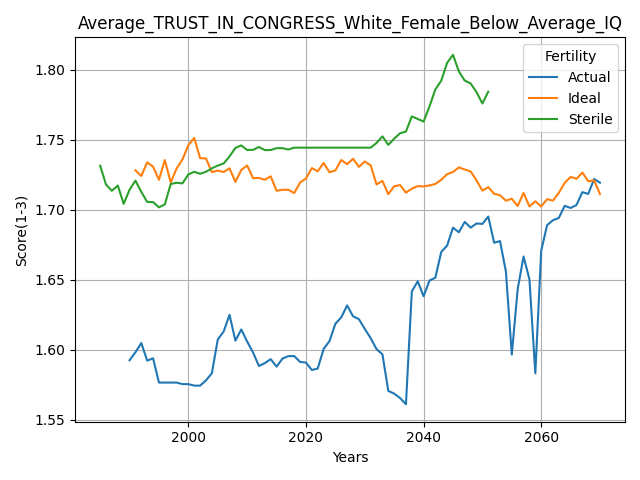 Average_TRUST_IN_CONGRESS_White_Female_Below_Average_IQ
Fertility
Actual
Ideal
Sterile
Score(1-3)
1.80
1.75
1.70
1.65
1.60
1.55
2000
2020
2040
2060
Years